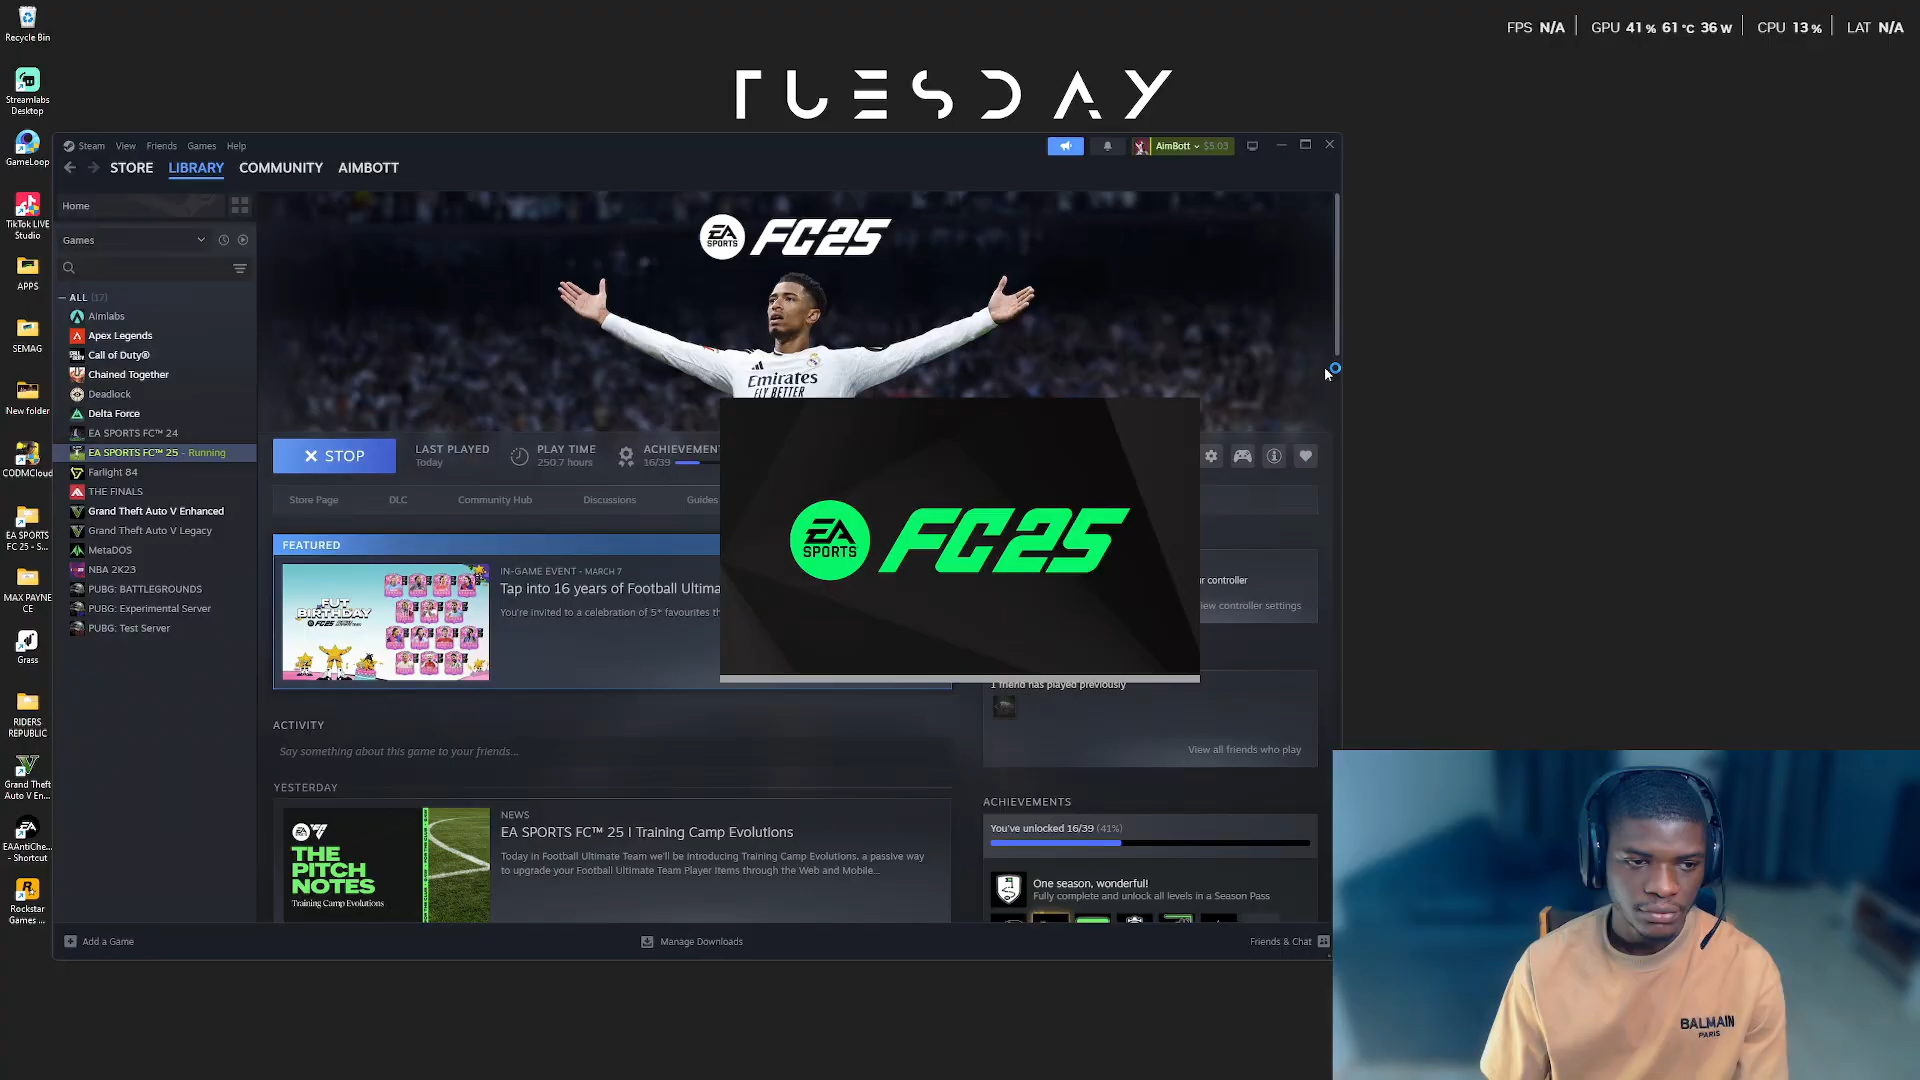 Recycle Bin
Streamlabs
Desktop
GameLoop
TikTok LIVE
Studio
APPS
SEMAG
New folder
CODMCloud
EA SPORTS
FC 25 - S...
MAX PAYNE
CE
Grass
RIDERS
REPUBLIC
Grand Theft
Auto V En...
EAAntiChe...
- Shortcut
Rockstar
Games ...
FPS N/A GPU 41 % 61 °C 36 W CPU 13 % LAT N/A
TUESDAY
Steam View Friends Games Help
AimBott $5.03
STORE LIBRARY COMMUNITY AIMBOTT
Home
Games
ALL (17)
Aimlabs
Apex Legends
Call of Duty®
Chained Together
Deadlock
Delta Force
EA SPORTS FC™ 24
EA SPORTS FC™ 25 - Running
Farlight 84
THE FINALS
Grand Theft Auto V Enhanced
Grand Theft Auto V Legacy
MetaDOS
NBA 2K23
PUBG: BATTLEGROUNDS
PUBG: Experimental Server
PUBG: Test Server
EA SPORTS FC25
Emirates
FLY BETTER
STOP
LAST PLAYED
Today
PLAY TIME
250.7 hours
ACHIEVEMEN
16/39
Store Page DLC Community Hub Discussions Guides
EA SPORTS FC25
FEATURED
FUT
BIRTHDAY
FC25
IN-GAME EVENT - MARCH 7
Tap into 16 years of Football Ultima
You're invited to a celebration of 5* favourites th
r controller
iew controller settings
1 friend has played previously
View all friends who play
ACTIVITY
Say something about this game to your friends...
YESTERDAY
THE
PITCH
NOTES
Training Camp Evolutions
NEWS
EA SPORTS FC™ 25 | Training Camp Evolutions
Today in Football Ultimate Team we'll be introducing Training Camp Evolutions, a passive way
to upgrade your Football Ultimate Team Player Items through the Web and Mobile...
ACHIEVEMENTS
You've unlocked 16/39 (41%)
One season, wonderful!
Fully complete and unlock all levels in a Season Pass
Add a Game
Manage Downloads
Friends & Chat
BALMAIN
PARIS